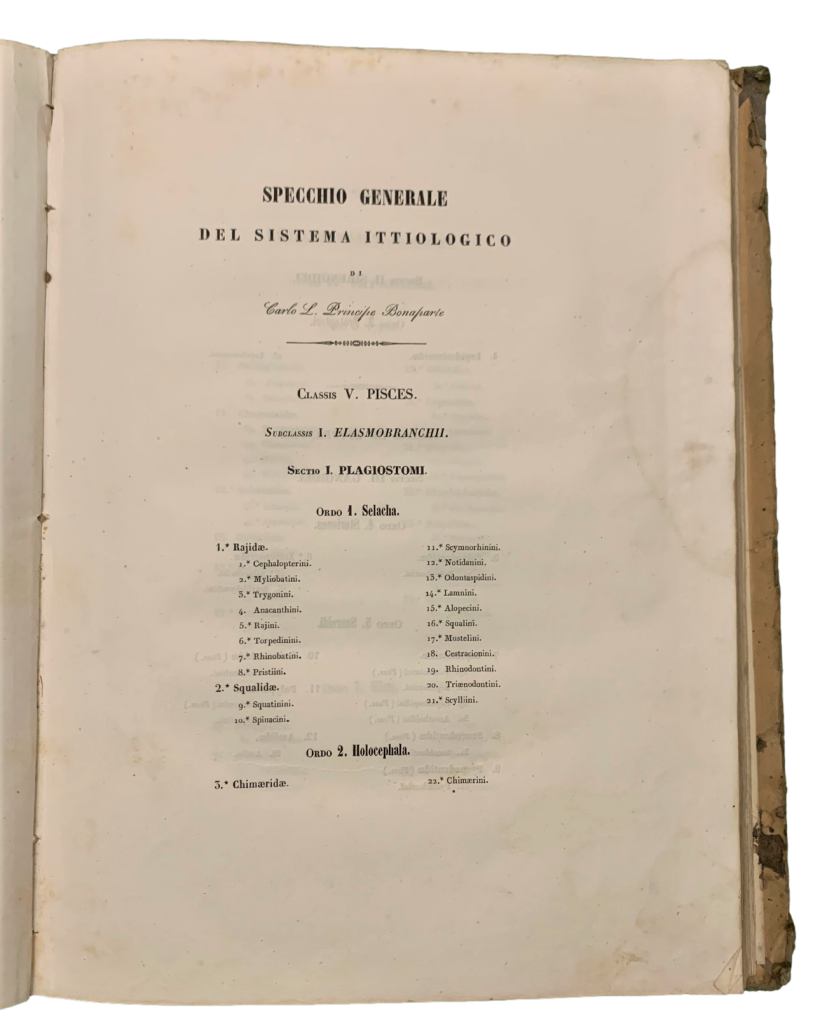 SPECCHIO GENERALE
DEL SISTEMA ITTIOLOGICO
DI
Carlo L. Principe Bonaparte
Classis V. PISCES.
Subclassis I. ELASMOBRANCHII.
Sectio I. PLAGIOSTOMI.
Ordo 1. Selacha.
1.* Rajidæ.
1.* Cephalopterini.
2.* Myliobatini.
3.* Trygonini.
4. Anacanthini.
5.* Rajini.
6.* Torpedinini.
7.* Rhinobatini.
8.* Pristiini.
2.* Squalidæ.
9.* Squatinini.
10.* Spinacini.
11.* Scymnorhinini.
12.* Notidanini.
13.* Odontaspidini.
14.* Lamnini.
15.* Alopecini.
16.* Squalini.
17.* Mustelini.
18. Cestracionini.
19. Rhinodontini.
20. Triænodontini.
21.* Scylliini.
Ordo 2. Holocephala.
3.* Chimæridæ.
22.* Chimærini.